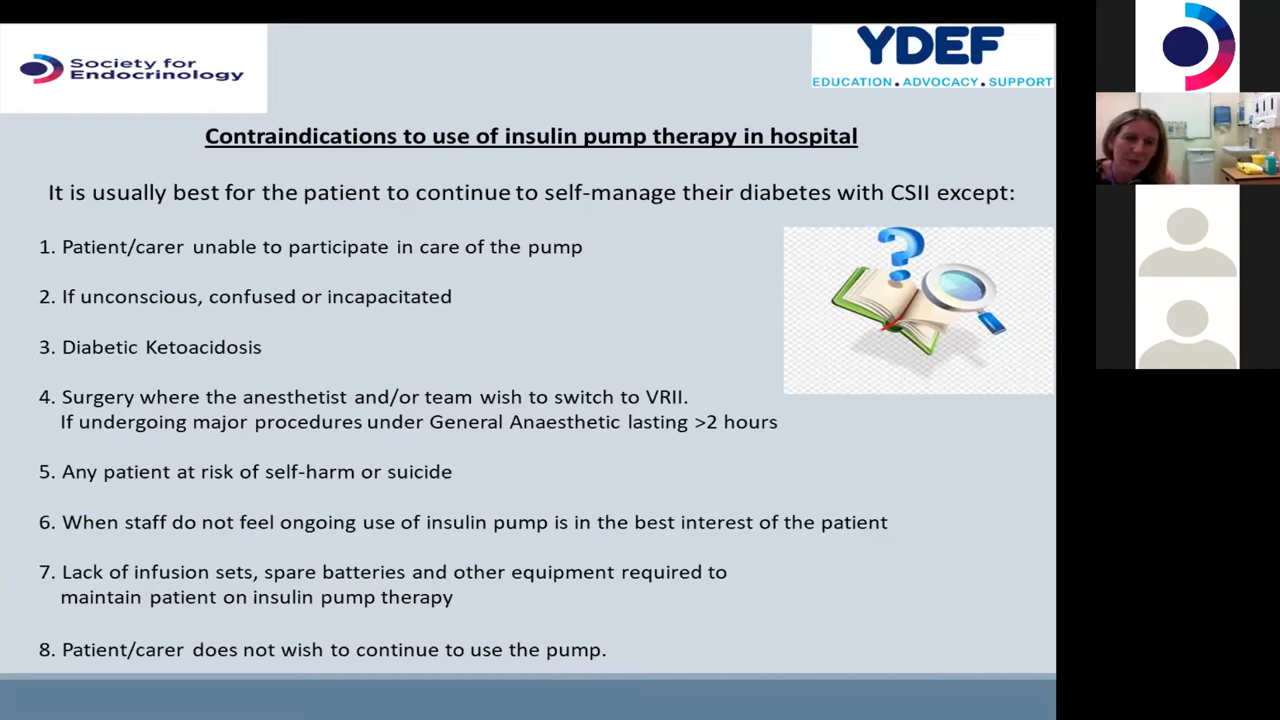 Society for
Endocrinology
YDEF
EDUCATION.ADVOCACY.SUPPORT
Contraindications to use of insulin pump therapy in hospital
It is usually best for the patient to continue to self-manage their diabetes with CSII except:
1. Patient/carer unable to participate in care of the pump
2. If unconscious, confused or incapacitated
3. Diabetic Ketoacidosis
4. Surgery where the anesthetist and/or team wish to switch to VRII.
If undergoing major procedures under General Anaesthetic lasting >2 hours
5. Any patient at risk of self-harm or suicide
6. When staff do not feel ongoing use of insulin pump is in the best interest of the patient
7. Lack of infusion sets, spare batteries and other equipment required to
maintain patient on insulin pump therapy
8. Patient/carer does not wish to continue to use the pump.